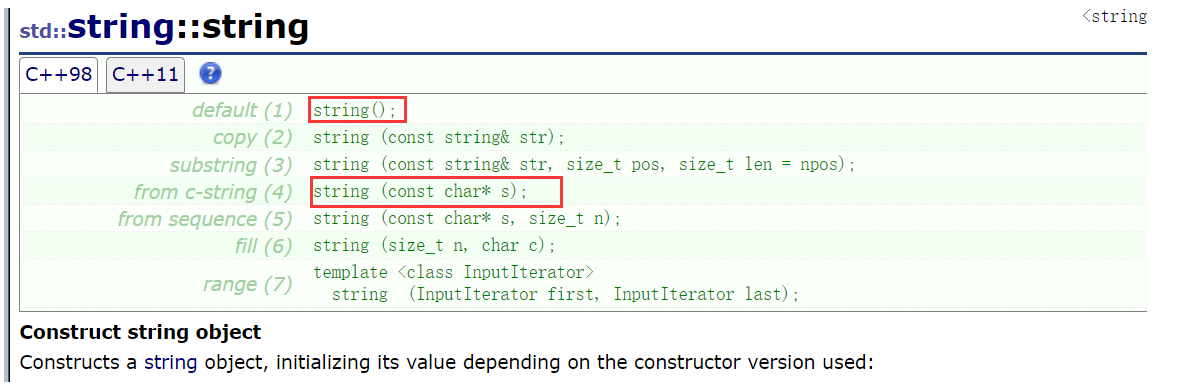 std::string::string
<string
C++98 C++11 ?
default (1) string();
copy (2) string (const string& str);
substring (3) string (const string& str, size_t pos, size_t len = npos);
from c-string (4) string (const char* s);
from sequence (5) string (const char* s, size_t n);
fill (6) string (size_t n, char c);
range (7) template <class InputIterator>
string (InputIterator first, InputIterator last);
Construct string object
Constructs a string object, initializing its value depending on the constructor version used: